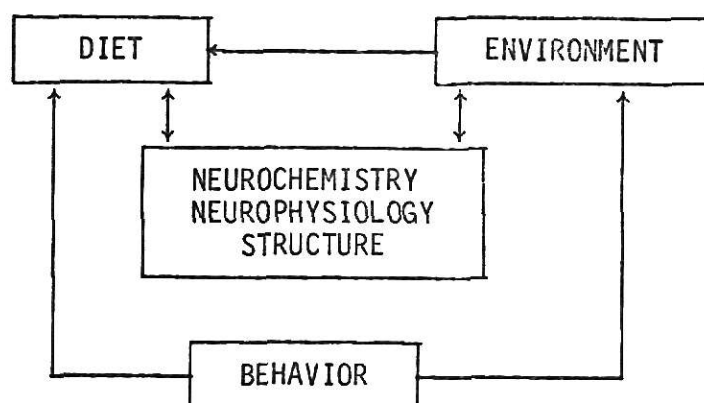 DIET
ENVIRONMENT
NEUROCHEMISTRY
NEUROPHYSIOLOGY
STRUCTURE
BEHAVIOR